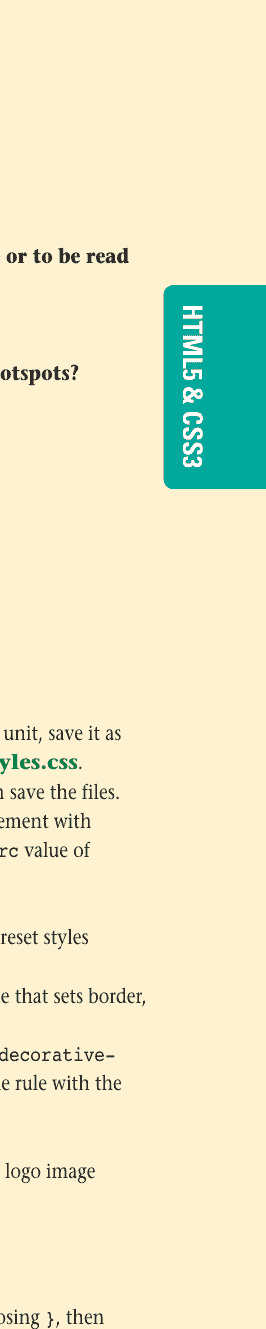 or to be read
HTML5 & CSS3
otspots?
unit, save it as
yles.css.
save the files.
ement with
rc value of
reset styles
e that sets border,
decorative-
e rule with the
logo image
osing }, then